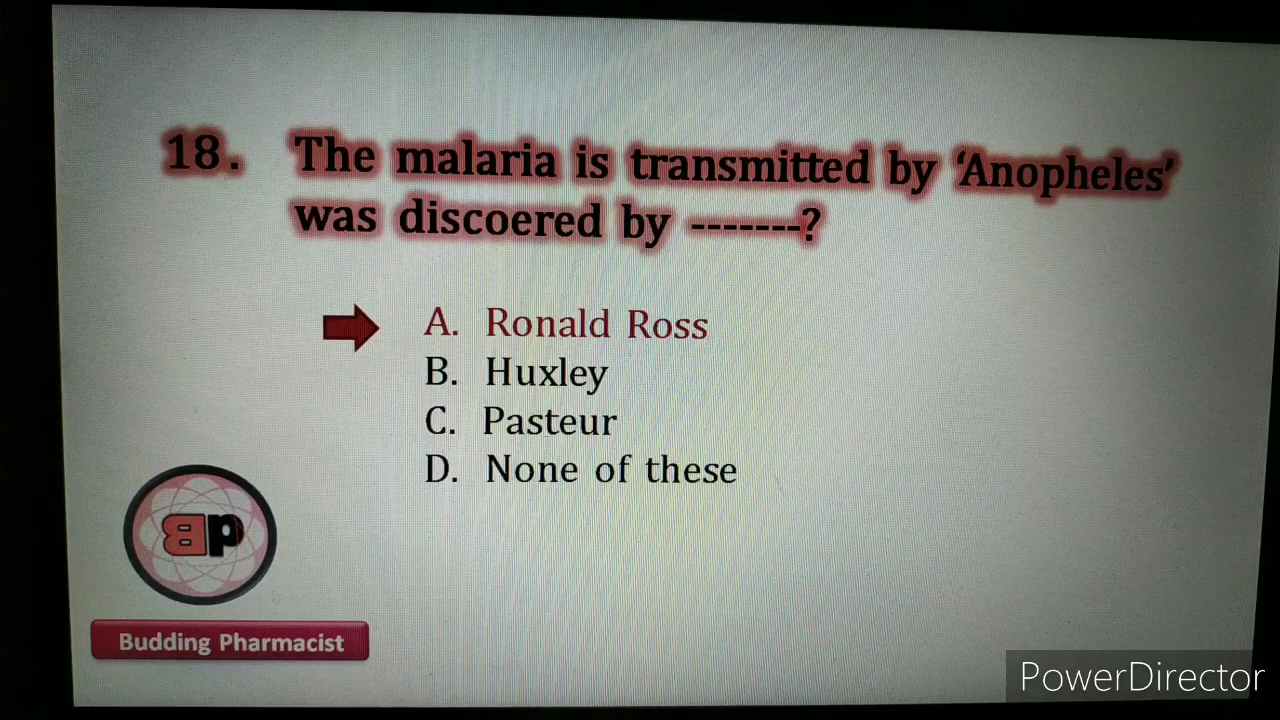 18. The malaria is transmitted by ‘Anopheles’
was discoered by -------?
A. Ronald Ross
B. Huxley
C. Pasteur
D. None of these
BP
Budding Pharmacist
PowerDirector